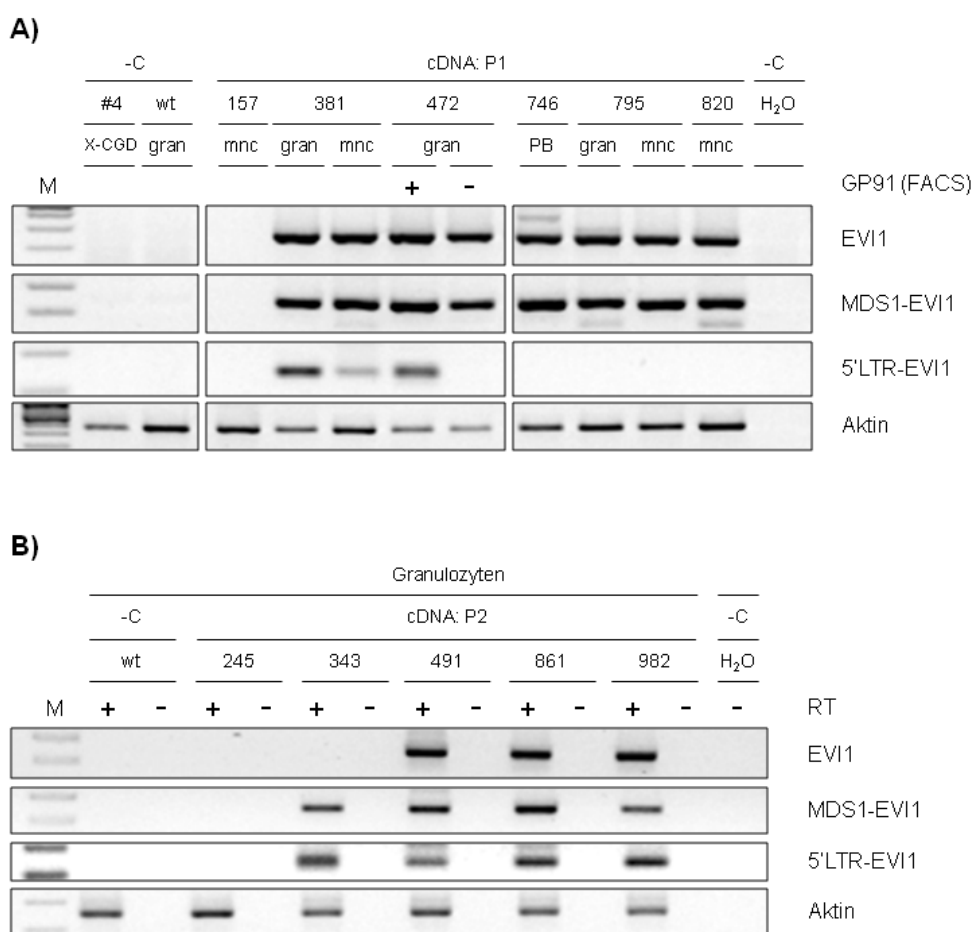 A)
-C cDNA: P1 -C
#4 wt 157 381 472 746 795 820 H₂O
X-CGD gran mnc gran mnc gran PB gran mnc mnc
M + - GP91 (FACS)
EVI1
MDS1-EVI1
5'LTR-EVI1
Aktin
B)
Granulozyten
-C cDNA: P2 -C
wt 245 343 491 861 982 H₂O
M + - + - + - + - + - + - - RT
EVI1
MDS1-EVI1
5'LTR-EVI1
Aktin